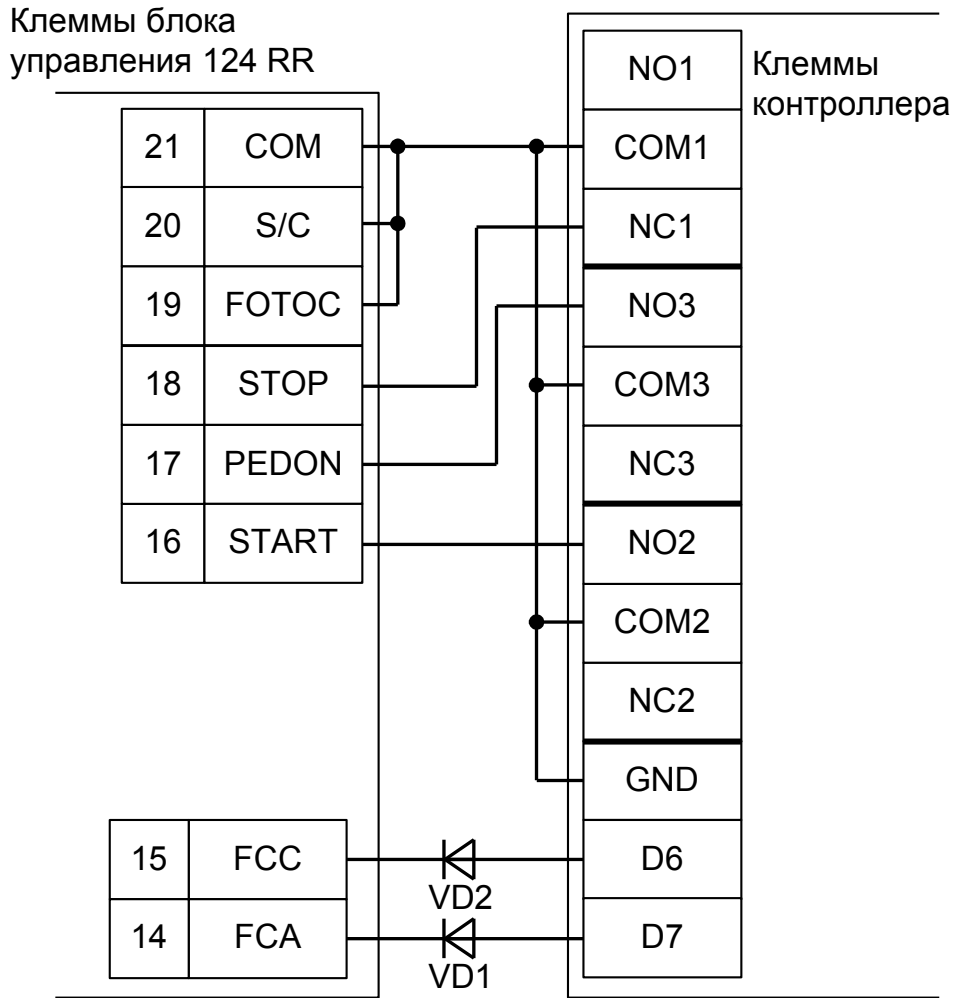 Клеммы блока
управления 124 RR
21 COM
20 S/C
19 FOTOC
18 STOP
17 PEDON
16 START
15 FCC
14 FCA
VD2
VD1
Клеммы
контроллера
NO1
COM1
NC1
NO3
COM3
NC3
NO2
COM2
NC2
GND
D6
D7